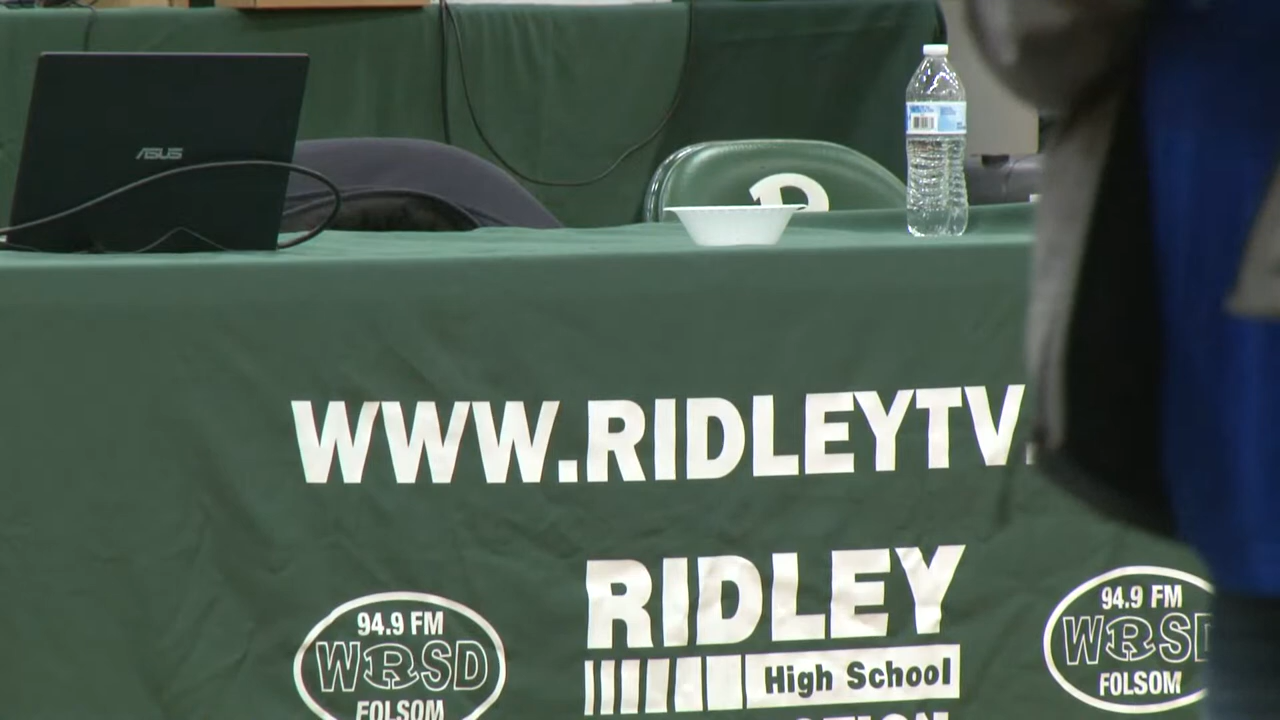 ASUS
R
WWW.RIDLEYTV.
RIDLEY
High School
94.9 FM
WRSD
FOLSOM
94.9 FM
WRSD
FOLSOM